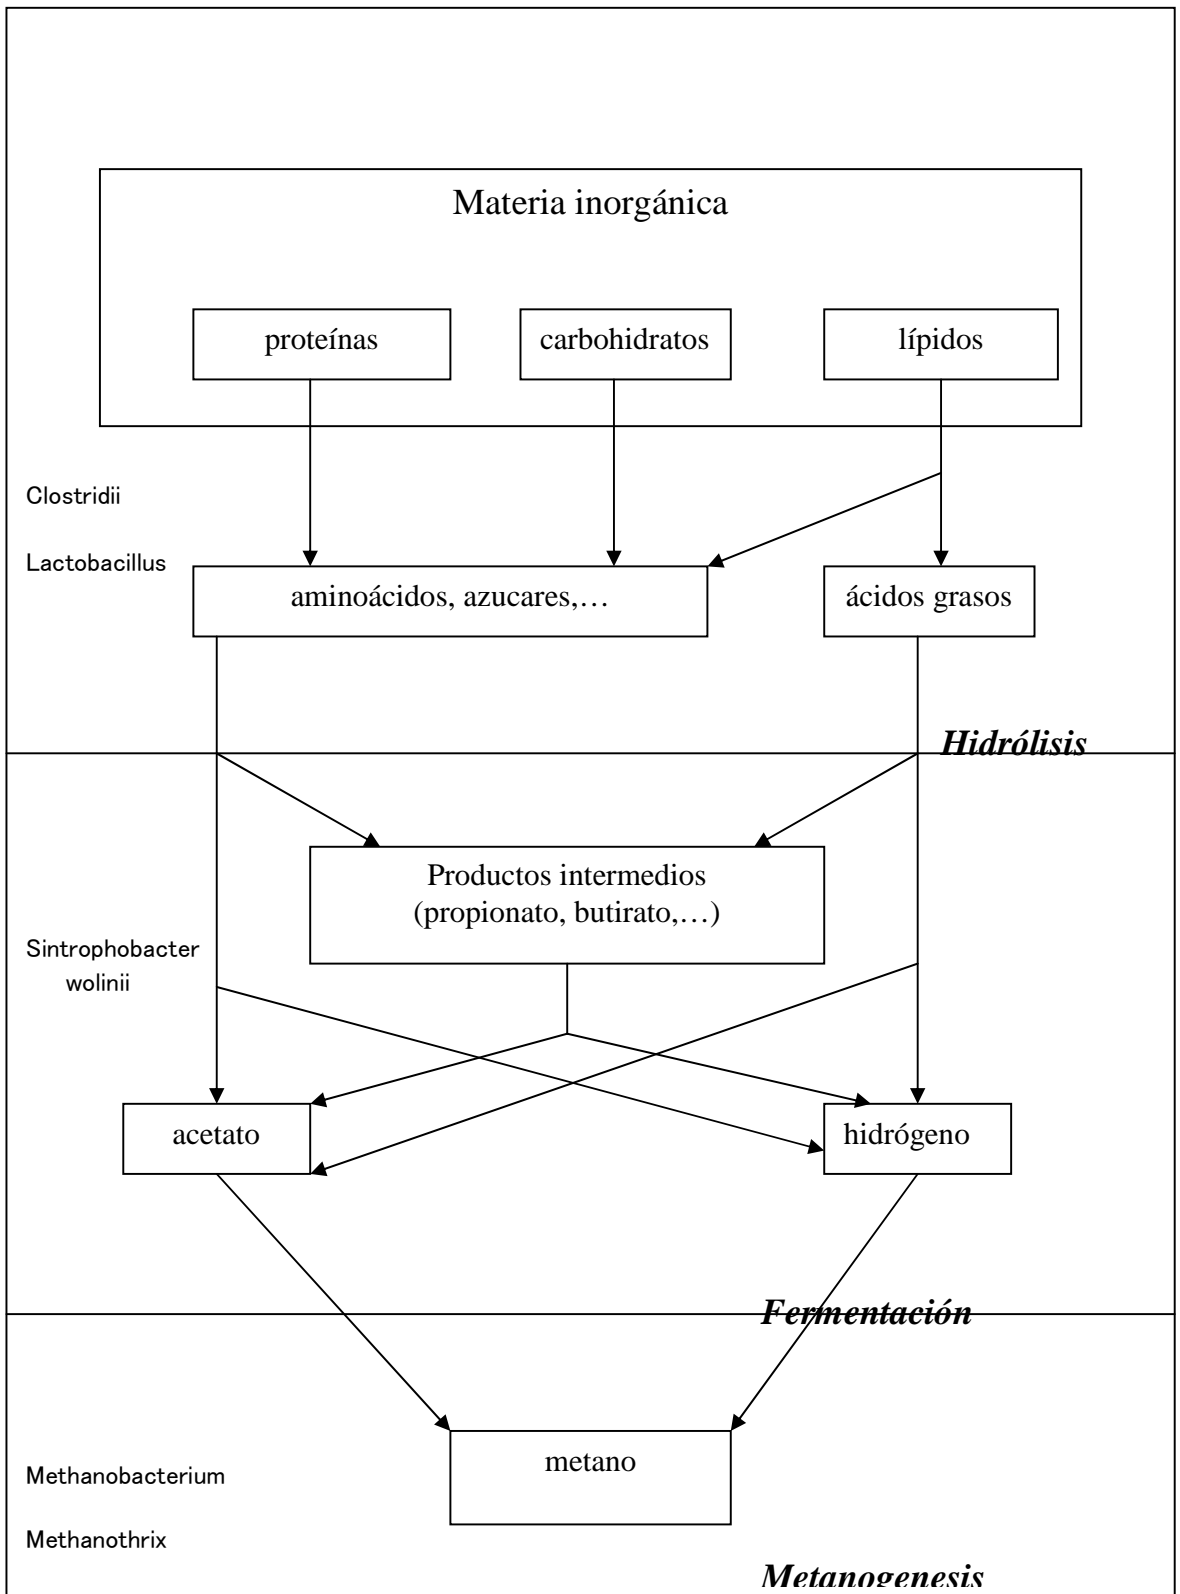 Materia inorgánica
proteínas
carbohidratos
lípidos
Clostridii
Lactobacillus
aminoácidos, azucares,…
ácidos grasos
Hidrólisis
Productos intermedios
(propionato, butirato,…)
Sintrophobacter
wolinii
acetato
hidrógeno
Fermentación
metano
Methanobacterium
Methanothrix
Metanogenesis